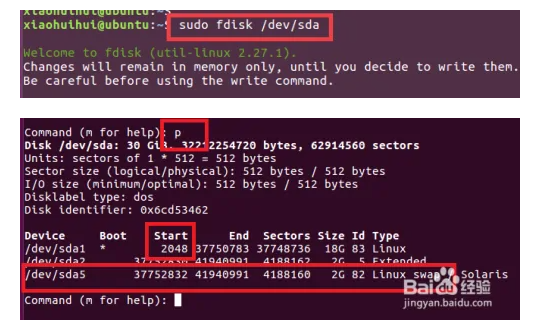 xiaohuihui@ubuntu:~$
xiaohuihui@ubuntu:~$ sudo fdisk /dev/sda
Welcome to fdisk (util-linux 2.27.1).
Changes will remain in memory only, until you decide to write them.
Be careful before using the write command.
Command (m for help): p
Disk /dev/sda: 30 GiB, 32212254720 bytes, 62914560 sectors
Units: sectors of 1 * 512 = 512 bytes
Sector size (logical/physical): 512 bytes / 512 bytes
I/O size (minimum/optimal): 512 bytes / 512 bytes
Disklabel type: dos
Disk identifier: 0x6cd53462
Device Boot Start End Sectors Size Id Type
/dev/sda1 * 2048 37750783 37748736 18G 83 Linux
/dev/sda2 41940991 4188162 2G 5 Extended
/dev/sda5 37752832 41940991 4188160 2G 82 Linux swap Solaris
Command (m for help):
Baidu 经验
jingyan.baidu.com